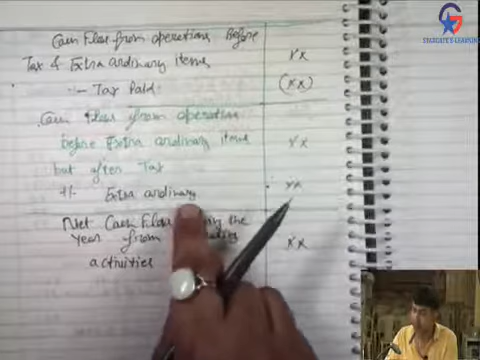 Cash Flow from operations Before
Tax & Extra ordinary items xx
- Tax Paid (xx)
Cash Flow from operation
before Extra ordinary items xx
but after Tax
+/- Extra ordinary xx
Net Cash Flow the
year from
activities xx
STARGATE'S LEARNING